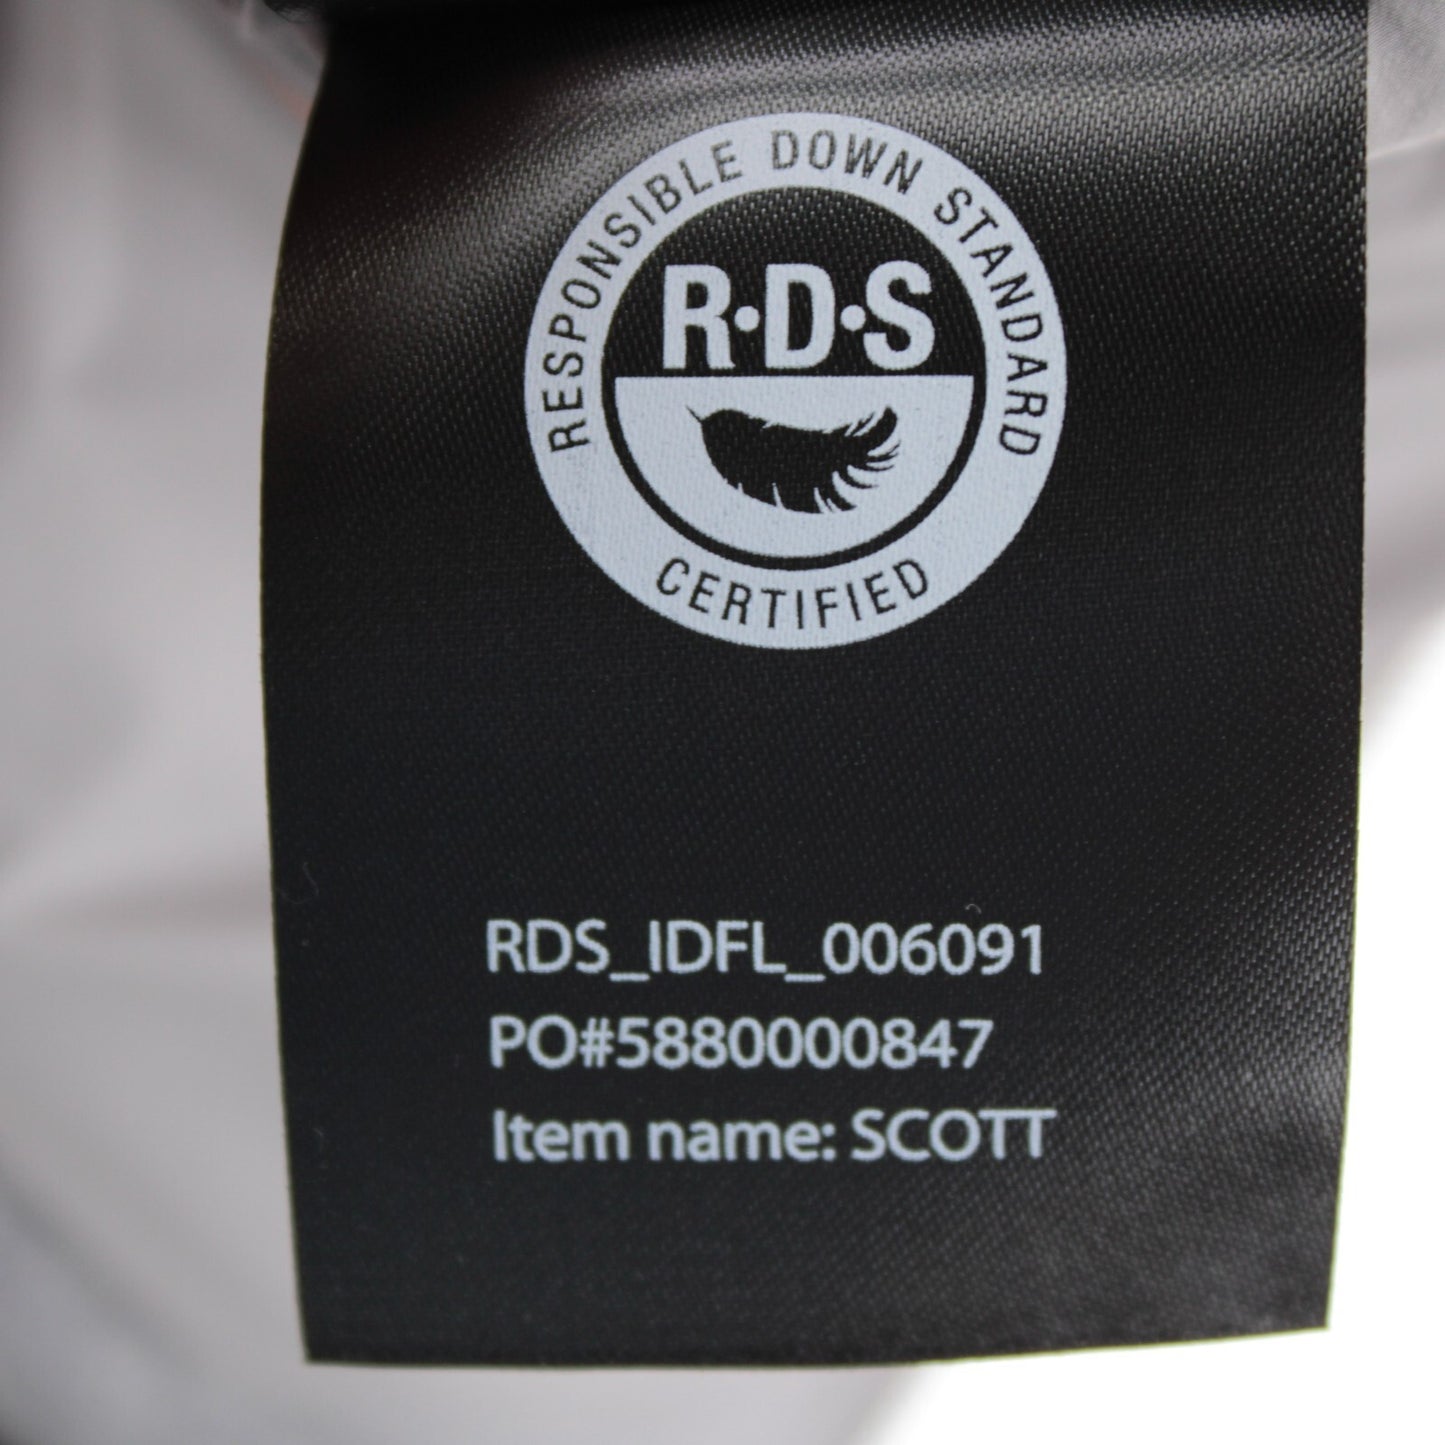 RESPONSIBLE DOWN STANDARD
R·D·S
CERTIFIED
RDS_IDFL_006091
PO#5880000847
Item name: SCOTT